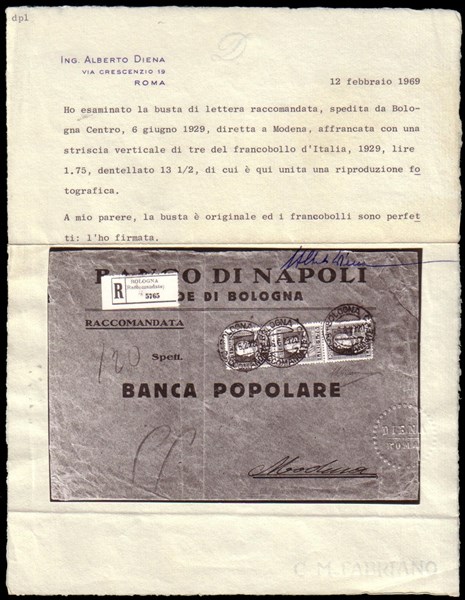 dpl
D
ING. ALBERTO DIENA
VIA CRESCENZIO 19
ROMA
12 febbraio 1969
Ho esaminato la busta di lettera raccomandata, spedita da Bolo
gna Centro, 6 giugno 1929, diretta a Modena, affrancata con una
striscia verticale di tre del francobollo d'Italia, 1929, lire
1.75, dentellato 13 1/2, di cui è qui unita una riproduzione fo
tografica.
A mio parere, la busta è originale ed i francobolli sono perfet
ti: l'ho firmata.
DI NAPOLI
DE DI BOLOGNA
R
BOLOGNA
5765
RACCOMANDATA
120
Spett.
BANCA POPOLARE
DIENA
ROMA
Modena
C. M. FABRIANO